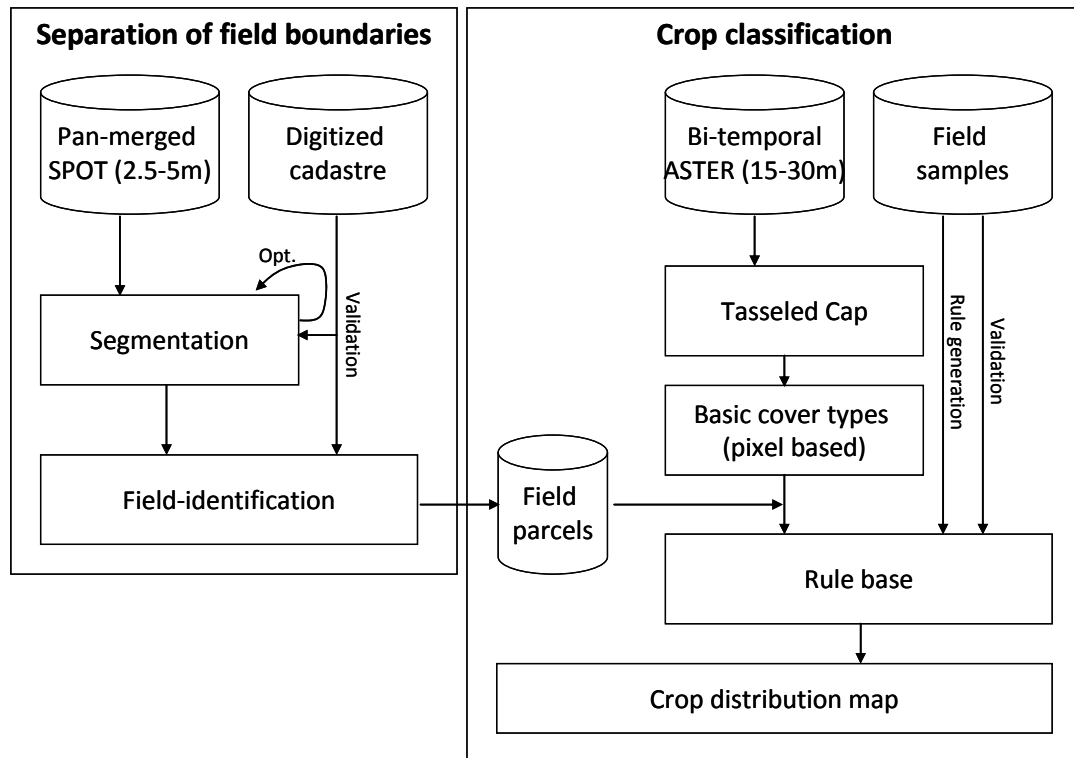 Separation of field boundaries
Pan-merged
SPOT (2.5-5m)
Digitized
cadastre
Opt.
Validation
Segmentation
Field-identification
Crop classification
Bi-temporal
ASTER (15-30m)
Field
samples
Tasseled Cap
Rule generation
Validation
Basic cover types
(pixel based)
Field
parcels
Rule base
Crop distribution map